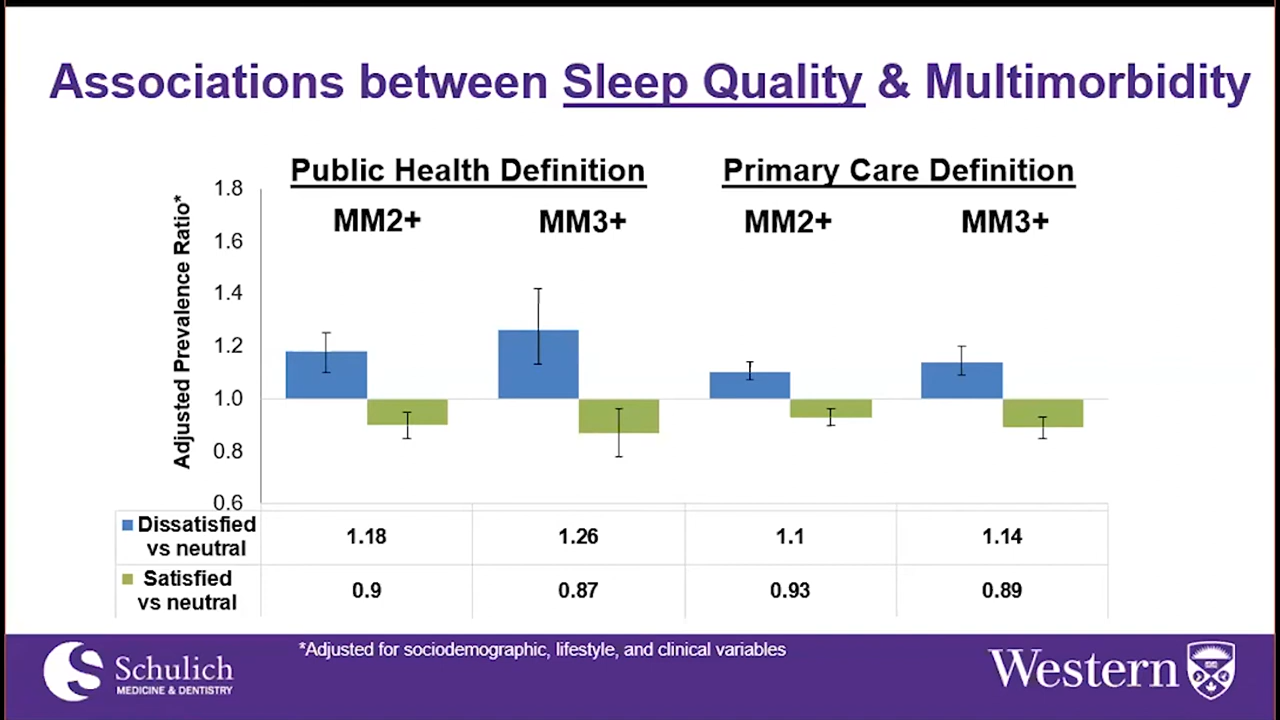 Associations between Sleep Quality & Multimorbidity
Public Health Definition
Primary Care Definition
MM2+
MM3+
MM2+
MM3+
Adjusted Prevalence Ratio*
1.8
1.6
1.4
1.2
1.0
0.8
0.6
Dissatisfied
vs neutral
1.18
1.26
1.1
1.14
Satisfied
vs neutral
0.9
0.87
0.93
0.89
*Adjusted for sociodemographic, lifestyle, and clinical variables
Schulich
MEDICINE & DENTISTRY
Western